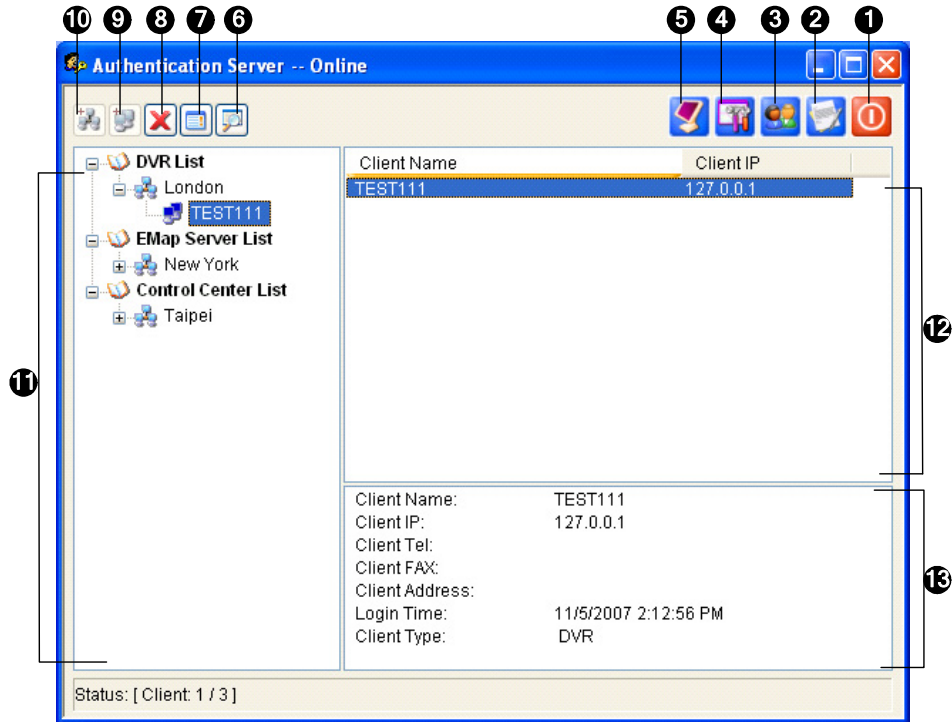 10 9 8 7 6 5 4 3 2 1
Authentication Server -- Online
DVR List
London
TEST111
EMap Server List
New York
Control Center List
Taipei
11
Client Name Client IP
TEST111 127.0.0.1
12
Client Name: TEST111
Client IP: 127.0.0.1
Client Tel:
Client FAX:
Client Address:
Login Time: 11/5/2007 2:12:56 PM
Client Type: DVR
13
Status: [ Client: 1 / 3 ]